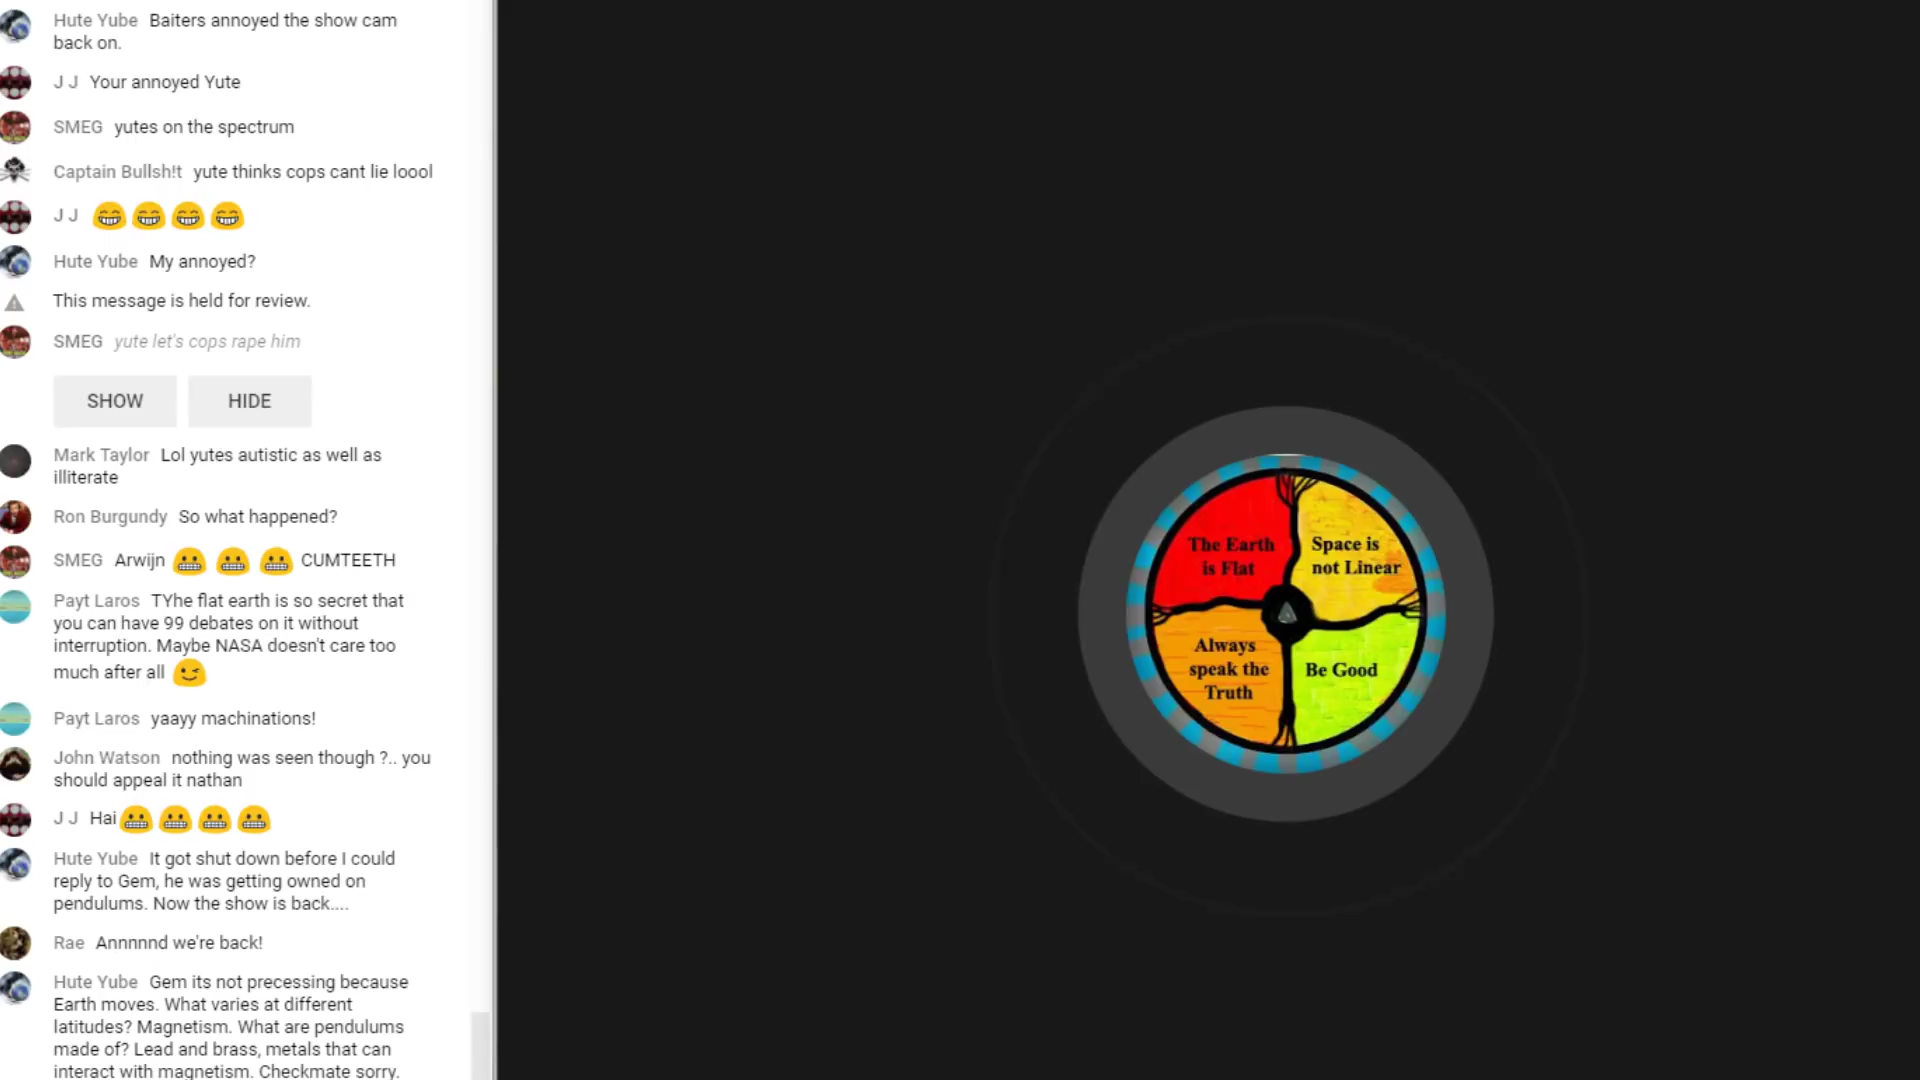 Hute Yube Baiters annoyed the show cam
back on.
J J Your annoyed Yute
SMEG yutes on the spectrum
Captain Bullsh!t yute thinks cops cant lie loool
J J 😁😁😁😁
Hute Yube My annoyed?
This message is held for review.
SMEG yute let's cops rape him
SHOW HIDE
Mark Taylor Lol yutes autistic as well as
illiterate
Ron Burgundy So what happened?
SMEG Arwijn 😬 😬 😬 CUMTEETH
Payt Laros TYhe flat earth is so secret that
you can have 99 debates on it without
interruption. Maybe NASA doesn't care too
much after all 😉
Payt Laros yaayy machinations!
John Watson nothing was seen though ?.. you
should appeal it nathan
J J Hai😬😬😬😬
Hute Yube It got shut down before I could
reply to Gem, he was getting owned on
pendulums. Now the show is back....
Rae Annnnnd we're back!
Hute Yube Gem its not precessing because
Earth moves. What varies at different
latitudes? Magnetism. What are pendulums
made of? Lead and brass, metals that can
interact with magnetism. Checkmate sorry.
The Earth
is Flat
Space is
not Linear
Always
speak the
Truth
Be Good